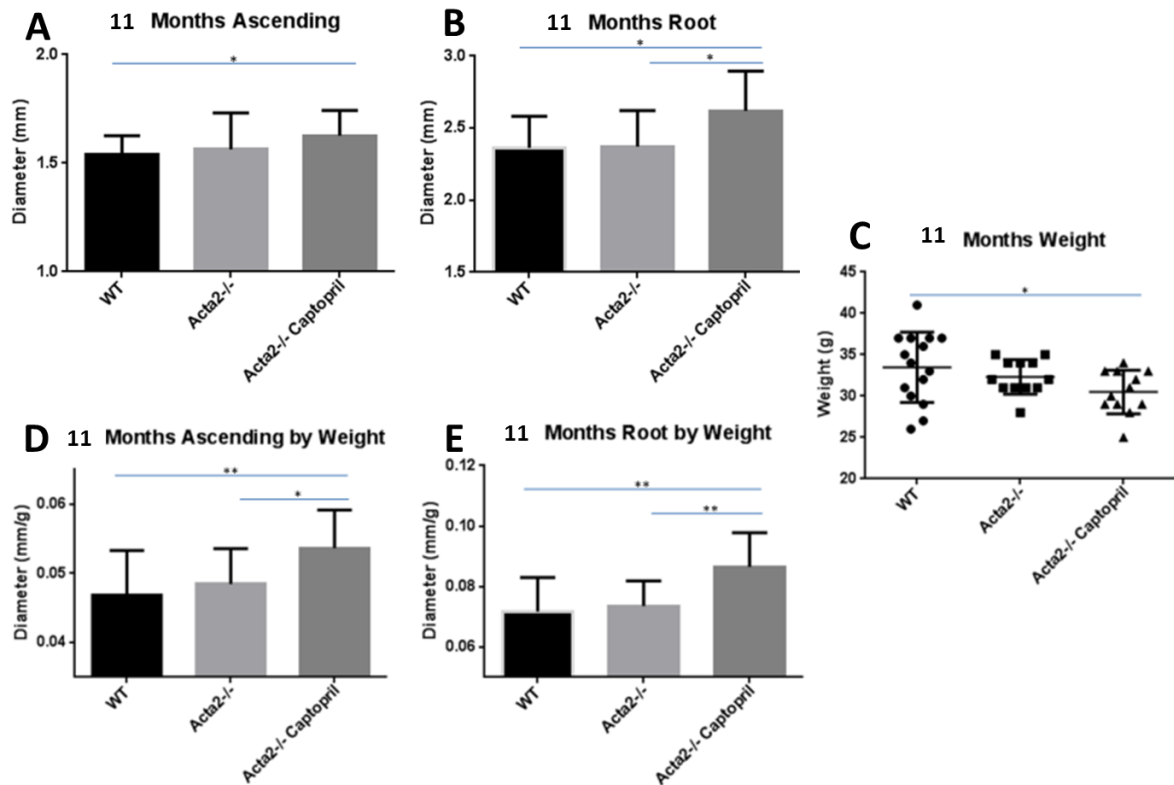 A 11 Months Ascending
*
Diameter (mm)
2.0
1.5
1.0
WT
Acta2-/-
Acta2-/- Captopril
B 11 Months Root
*
*
Diameter (mm)
3.0
2.5
2.0
1.5
WT
Acta2-/-
Acta2-/- Captopril
C 11 Months Weight
*
Weight (g)
45
40
35
30
25
20
WT
Acta2-/-
Acta2-/- Captopril
D 11 Months Ascending by Weight
**
*
Diameter (mm/g)
0.06
0.05
0.04
WT
Acta2-/-
Acta2-/- Captopril
E 11 Months Root by Weight
**
**
Diameter (mm/g)
0.12
0.10
0.08
0.06
WT
Acta2-/-
Acta2-/- Captopril